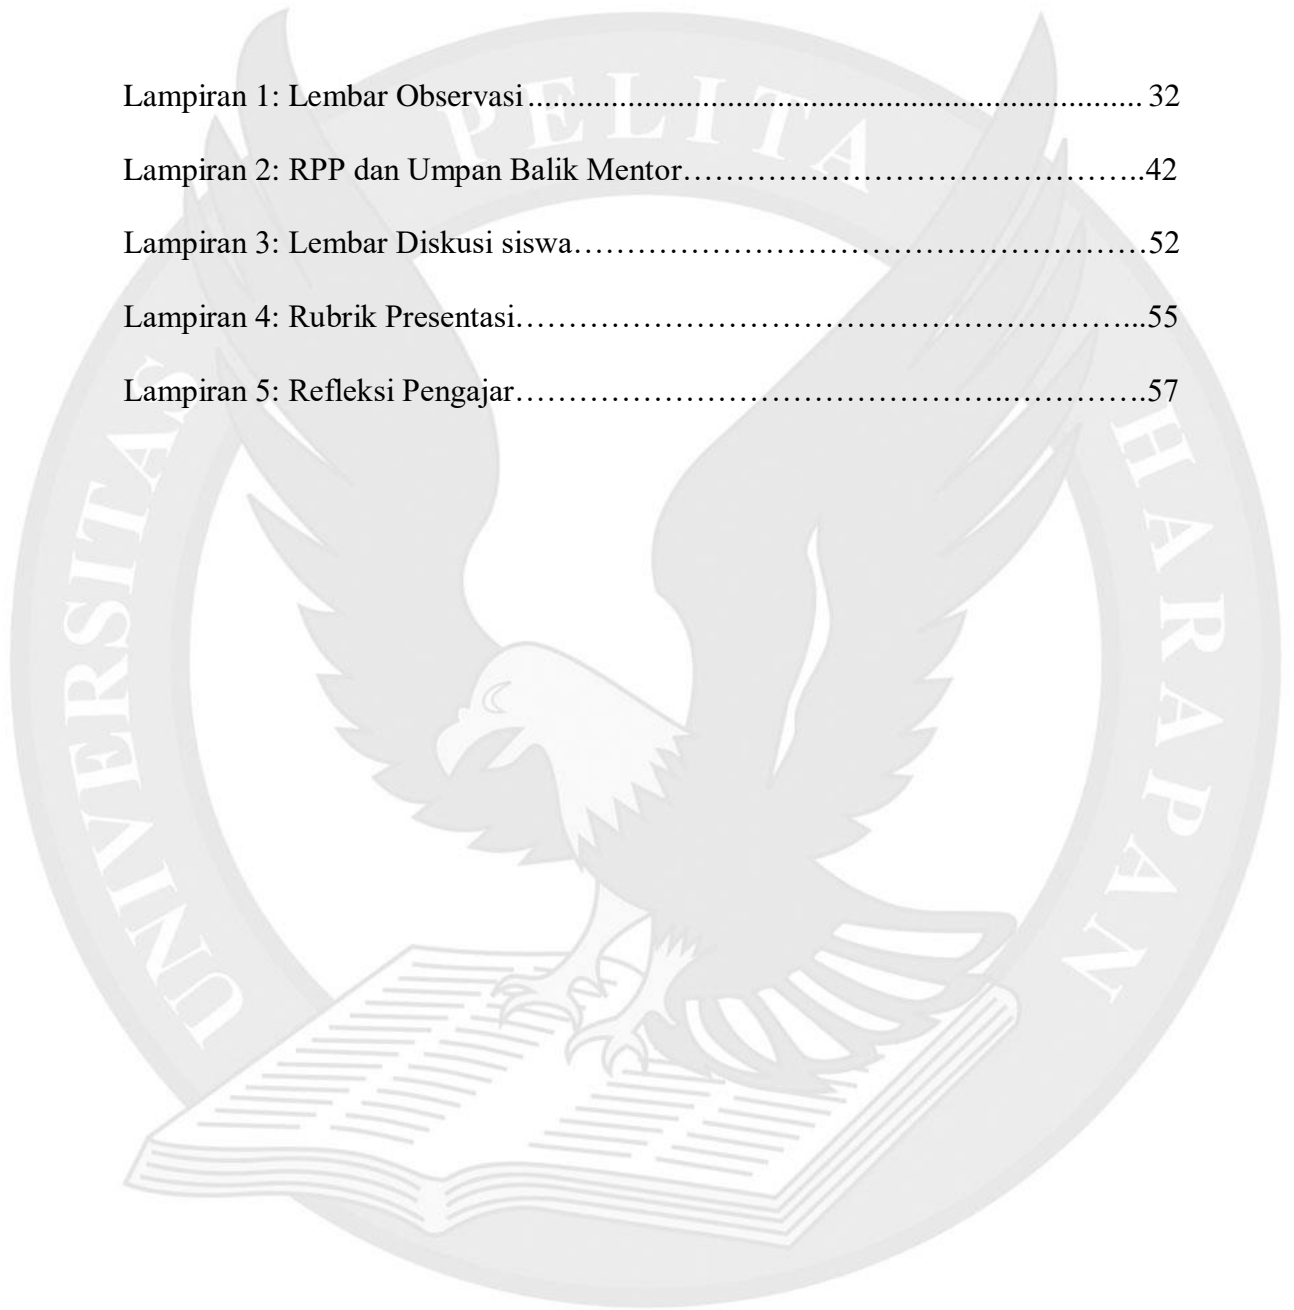 Lampiran 1: Lembar Observasi............................................................................ 32
Lampiran 2: RPP dan Umpan Balik Mentor……………………………………..42
Lampiran 3: Lembar Diskusi siswa………………………………………………52
Lampiran 4: Rubrik Presentasi…………………………………………………...55
Lampiran 5: Refleksi Pengajar………………………………………..………….57
UNIVERSITAS PELITA HARAPAN